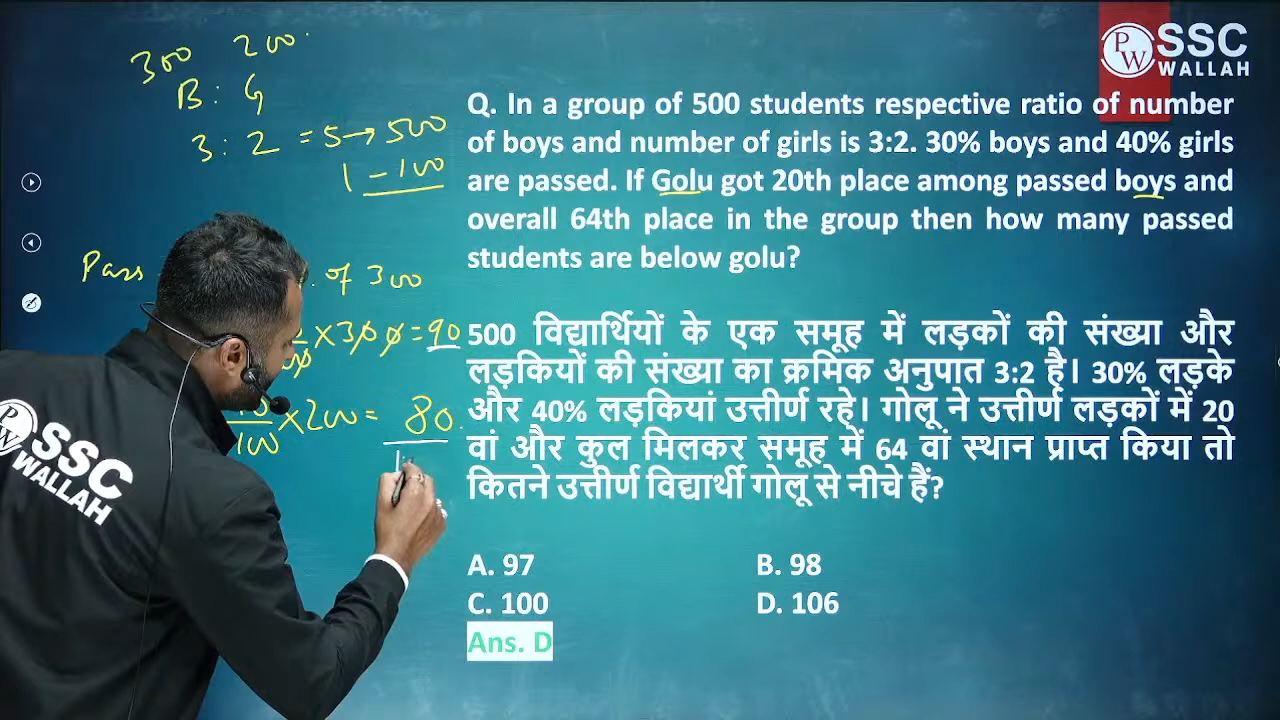 300 200
B : G
3 : 2 = 5 → 500
1 – 100
Pass
of 300
×300 = 90
100 ×200 = 80
SSC
WALLAH
PW SSC
WALLAH
Q. In a group of 500 students respective ratio of number
of boys and number of girls is 3:2. 30% boys and 40% girls
are passed. If Golu got 20th place among passed boys and
overall 64th place in the group then how many passed
students are below golu?
500 विद्यार्थियों के एक समूह में लड़कों की संख्या और
लड़कियों की संख्या का क्रमिक अनुपात 3:2 है। 30% लड़के
और 40% लड़कियां उत्तीर्ण रहे। गोलू ने उत्तीर्ण लड़कों में 20
वां और कुल मिलकर समूह में 64 वां स्थान प्राप्त किया तो
कितने उत्तीर्ण विद्यार्थी गोलू से नीचे हैं?
A. 97 B. 98
C. 100 D. 106
Ans. D